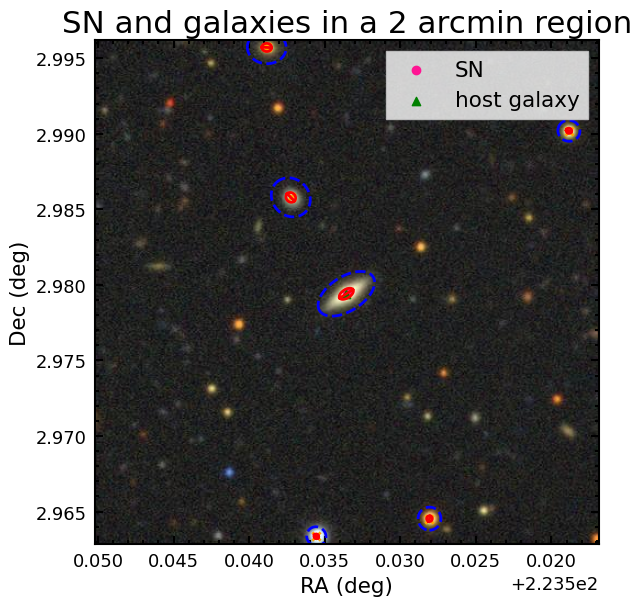 SN and galaxies in a 2 arcmin region
SN
host galaxy
2.995
2.990
2.985
2.980
2.975
2.970
2.965
Dec (deg)
0.050 0.045 0.040 0.035 0.030 0.025 0.020
RA (deg)
+2.235e2